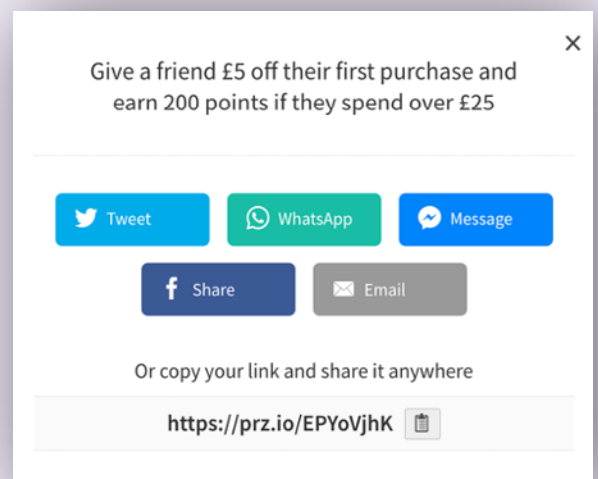 Give a friend £5 off their first purchase and
earn 200 points if they spend over £25
Tweet
WhatsApp
Message
Share
Email
Or copy your link and share it anywhere
https://prz.io/EPYoVjhK